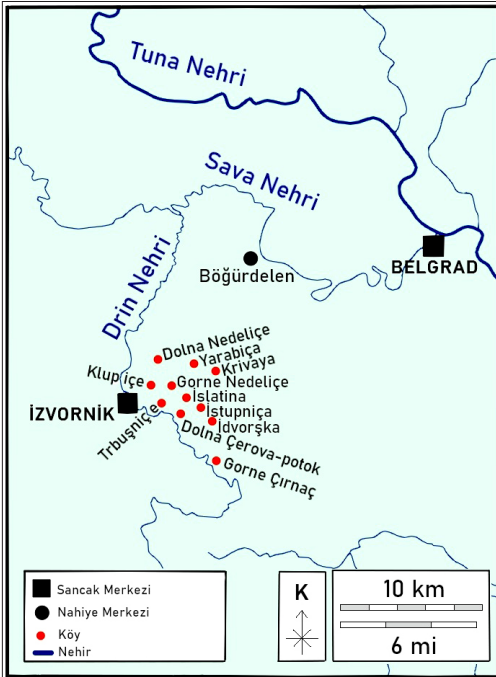 Tuna Nehri
Sava Nehri
Drin Nehri
BELGRAD
Böğürdelen
Dolna Nedeliçe
Yarabiça
Krivaya
Klupiçe
Gorne Nedeliçe
İZVORNİK
Trbuşniçe
İslatina
İstupniça
İdvorşka
Dolna Çerova-potok
Gorne Çırnaç
Sancak Merkezi
Nahiye Merkezi
Köy
Nehir
K
10 km
6 mi